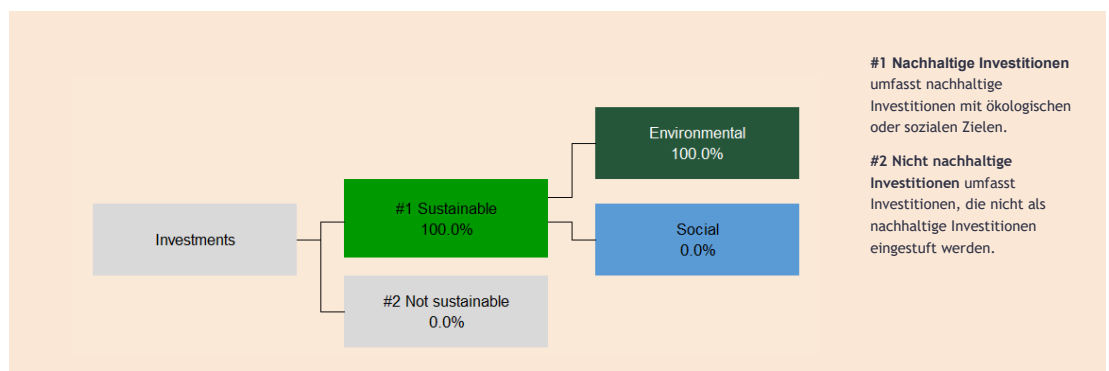 Investments
#1 Sustainable
100.0%
#2 Not sustainable
0.0%
Environmental
100.0%
Social
0.0%
#1 Nachhaltige Investitionen
umfasst nachhaltige
Investitionen mit ökologischen
oder sozialen Zielen.
#2 Nicht nachhaltige
Investitionen umfasst
Investitionen, die nicht als
nachhaltige Investitionen
eingestuft werden.